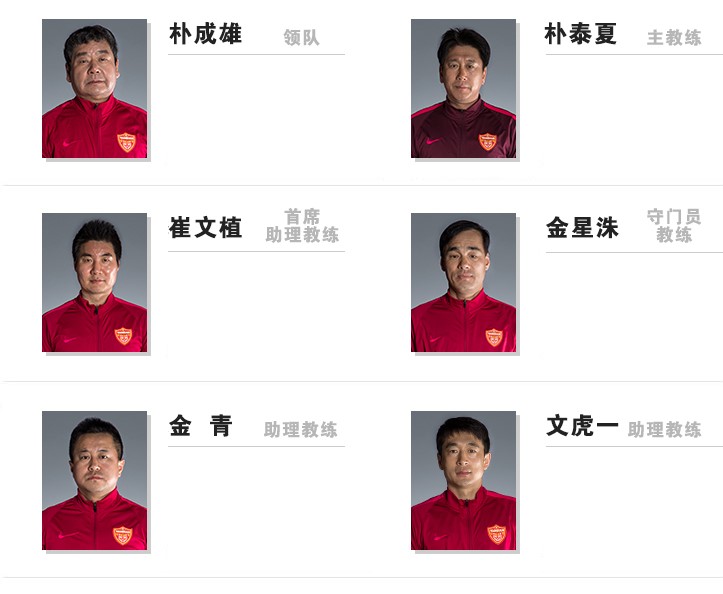 朴成雄 领队
朴泰夏 主教练
崔文植 首席
助理教练
金星洙 守门员
教练
金 青 助理教练
文虎一 助理教练